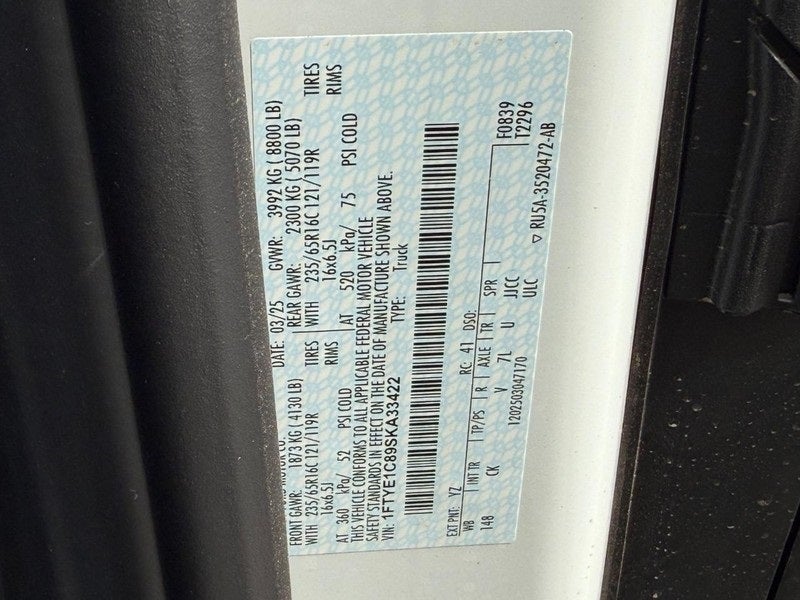 MOTOR CO.
DATE: 03/25 GVWR: 3992 KG ( 8800 LB)
FRONT GAWR: 1873 KG ( 4130 LB) REAR GAWR: 2300 KG ( 5070 LB)
WITH 235/65R16C 121/119R TIRES WITH 235/65R16C 121/119R TIRES
16x6.5J RIMS 16x6.5J RIMS
AT 360 kPa/ 52 PSI COLD AT 520 kPa/ 75 PSI COLD
THIS VEHICLE CONFORMS TO ALL APPLICABLE FEDERAL MOTOR VEHICLE
SAFETY STANDARDS IN EFFECT ON THE DATE OF MANUFACTURE SHOWN ABOVE.
VIN: 1FTYE1C89SKA33422 TYPE: Truck
EXT PNT: YZ RC: 41 DSO: F0839
WB INT TR TP/PS R AXLE TR SPR T2296
148 CK V 7L U JJCC
1202503047170 ULC ▽ RU5A-3520472-AB